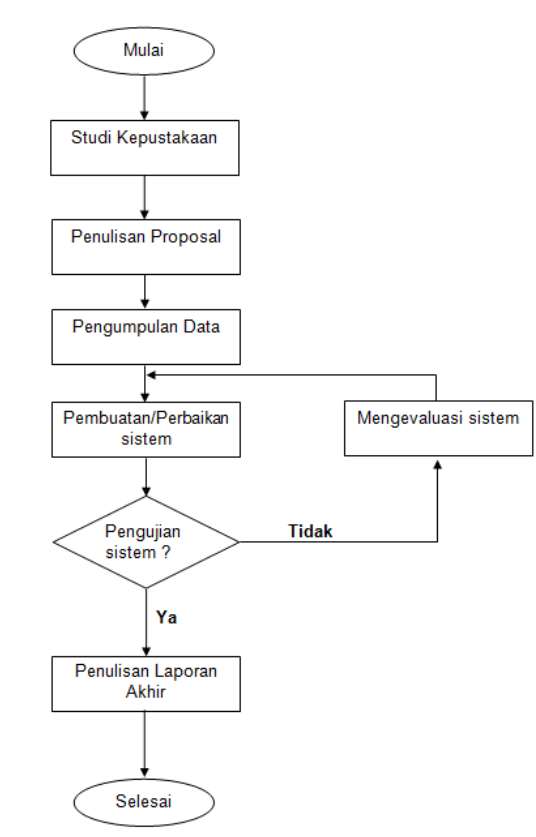 Mulai
Studi Kepustakaan
Penulisan Proposal
Pengumpulan Data
Pembuatan/Perbaikan
sistem
Mengevaluasi sistem
Pengujian
sistem ?
Tidak
Ya
Penulisan Laporan
Akhir
Selesai